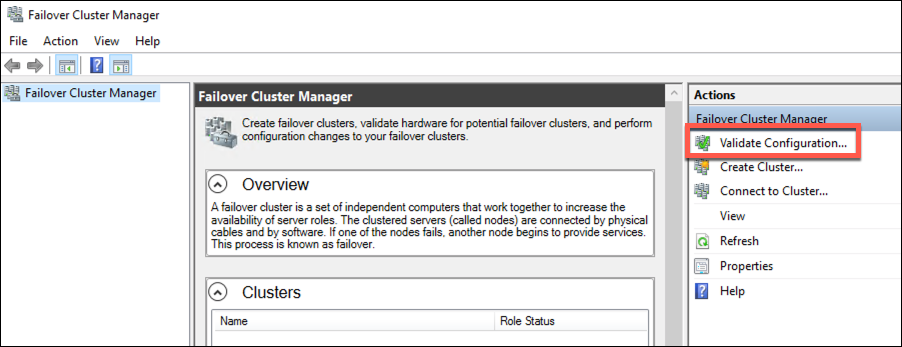 Failover Cluster Manager
File Action View Help
Failover Cluster Manager
Failover Cluster Manager
Create failover clusters, validate hardware for potential failover clusters, and perform
configuration changes to your failover clusters.
Overview
A failover cluster is a set of independent computers that work together to increase the
availability of server roles. The clustered servers (called nodes) are connected by physical
cables and by software. If one of the nodes fails, another node begins to provide services.
This process is known as failover.
Clusters
Name Role Status
Actions
Failover Cluster Manager
Validate Configuration...
Create Cluster...
Connect to Cluster...
View
Refresh
Properties
Help